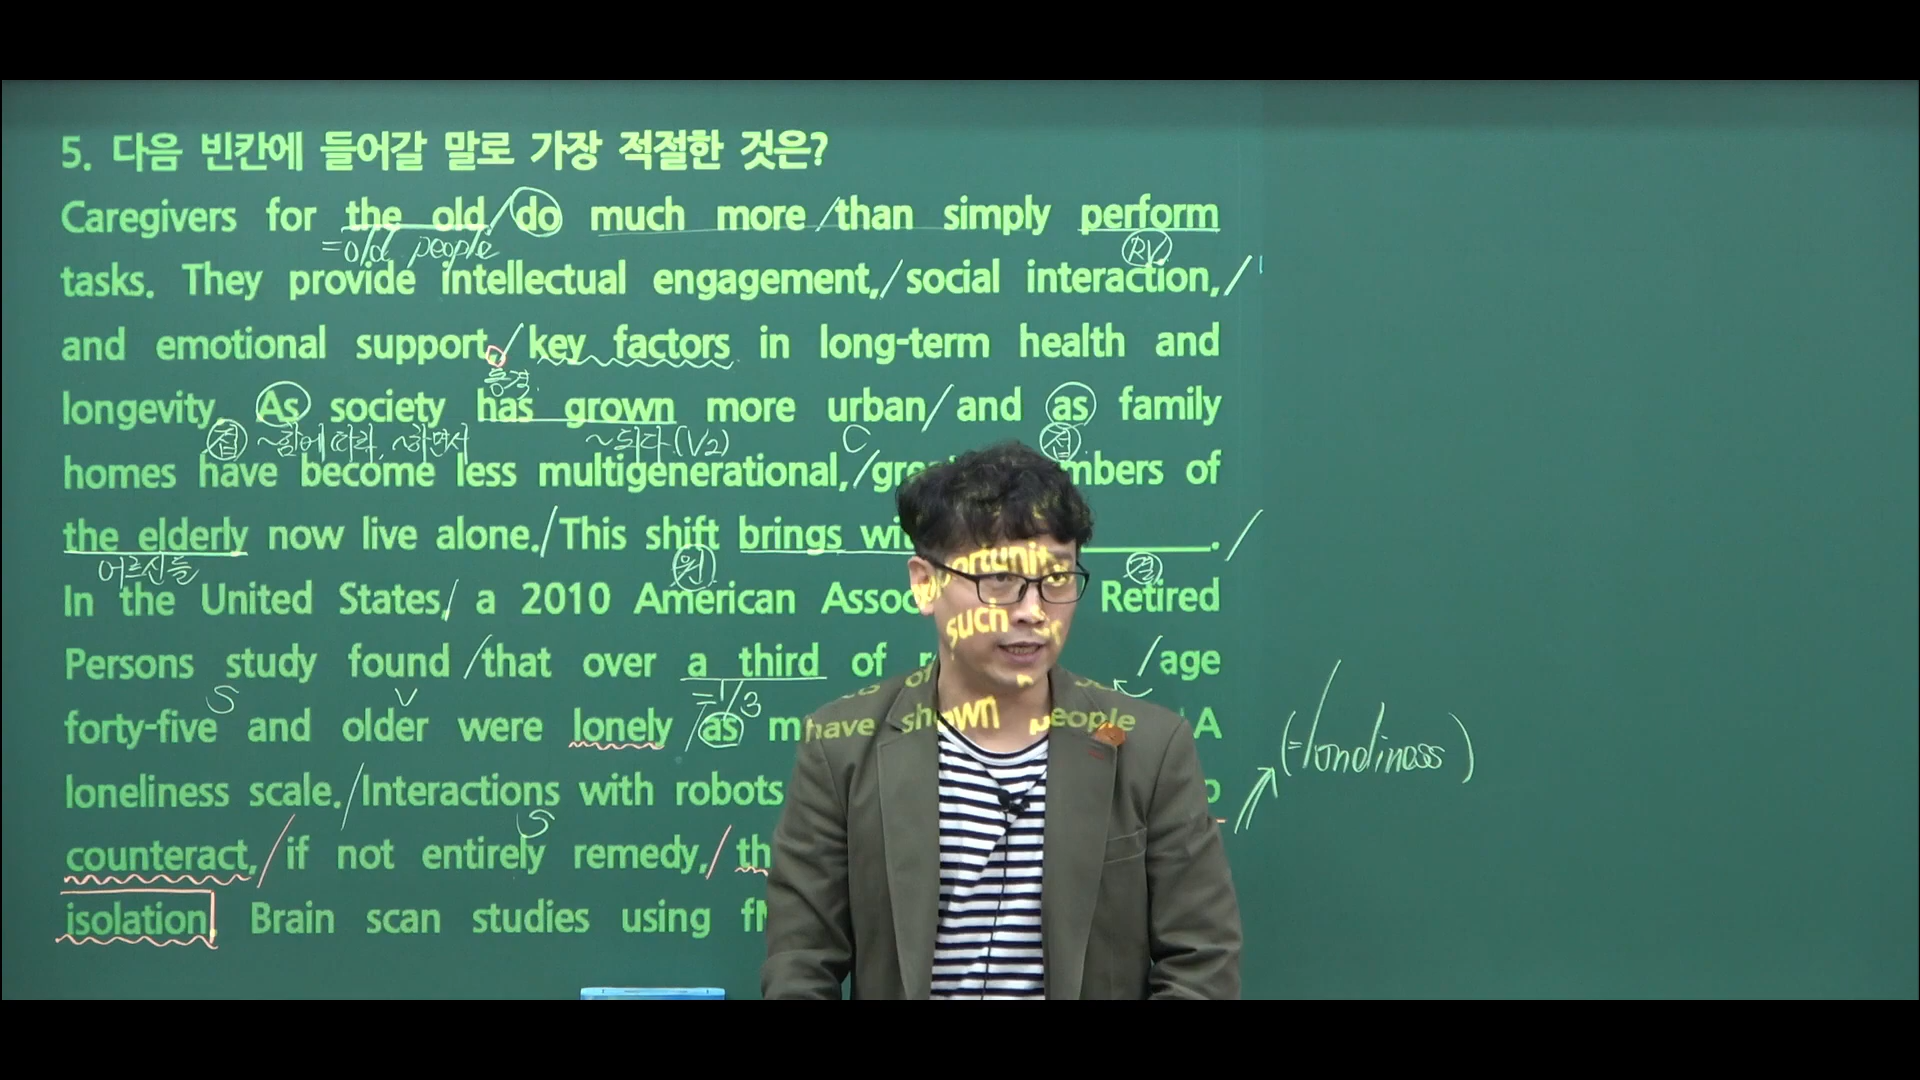 5. 다음 빈칸에 들어갈 말로 가장 적절한 것은?
Caregivers for the old / do much more / than simply perform
= old people RV
tasks. They provide intellectual engagement, / social interaction, /
and emotional support, / key factors in long-term health and
동격
longevity. As society has grown more urban / and as family
접 ~함에 따라, ~하면서 ~되다 (V2) C 접
homes have become less multigenerational, / numbers of
the elderly now live alone. / This shift brings . /
어르신들 원 결
In the United States, / a 2010 American Retired
Persons study found / that over a third of / age
S V = 1/3
forty-five and older were lonely / as A
(= loneliness)
loneliness scale. / Interactions with robots
S
counteract, / if not entirely remedy, /
isolation. Brain scan studies using
such
have shown people